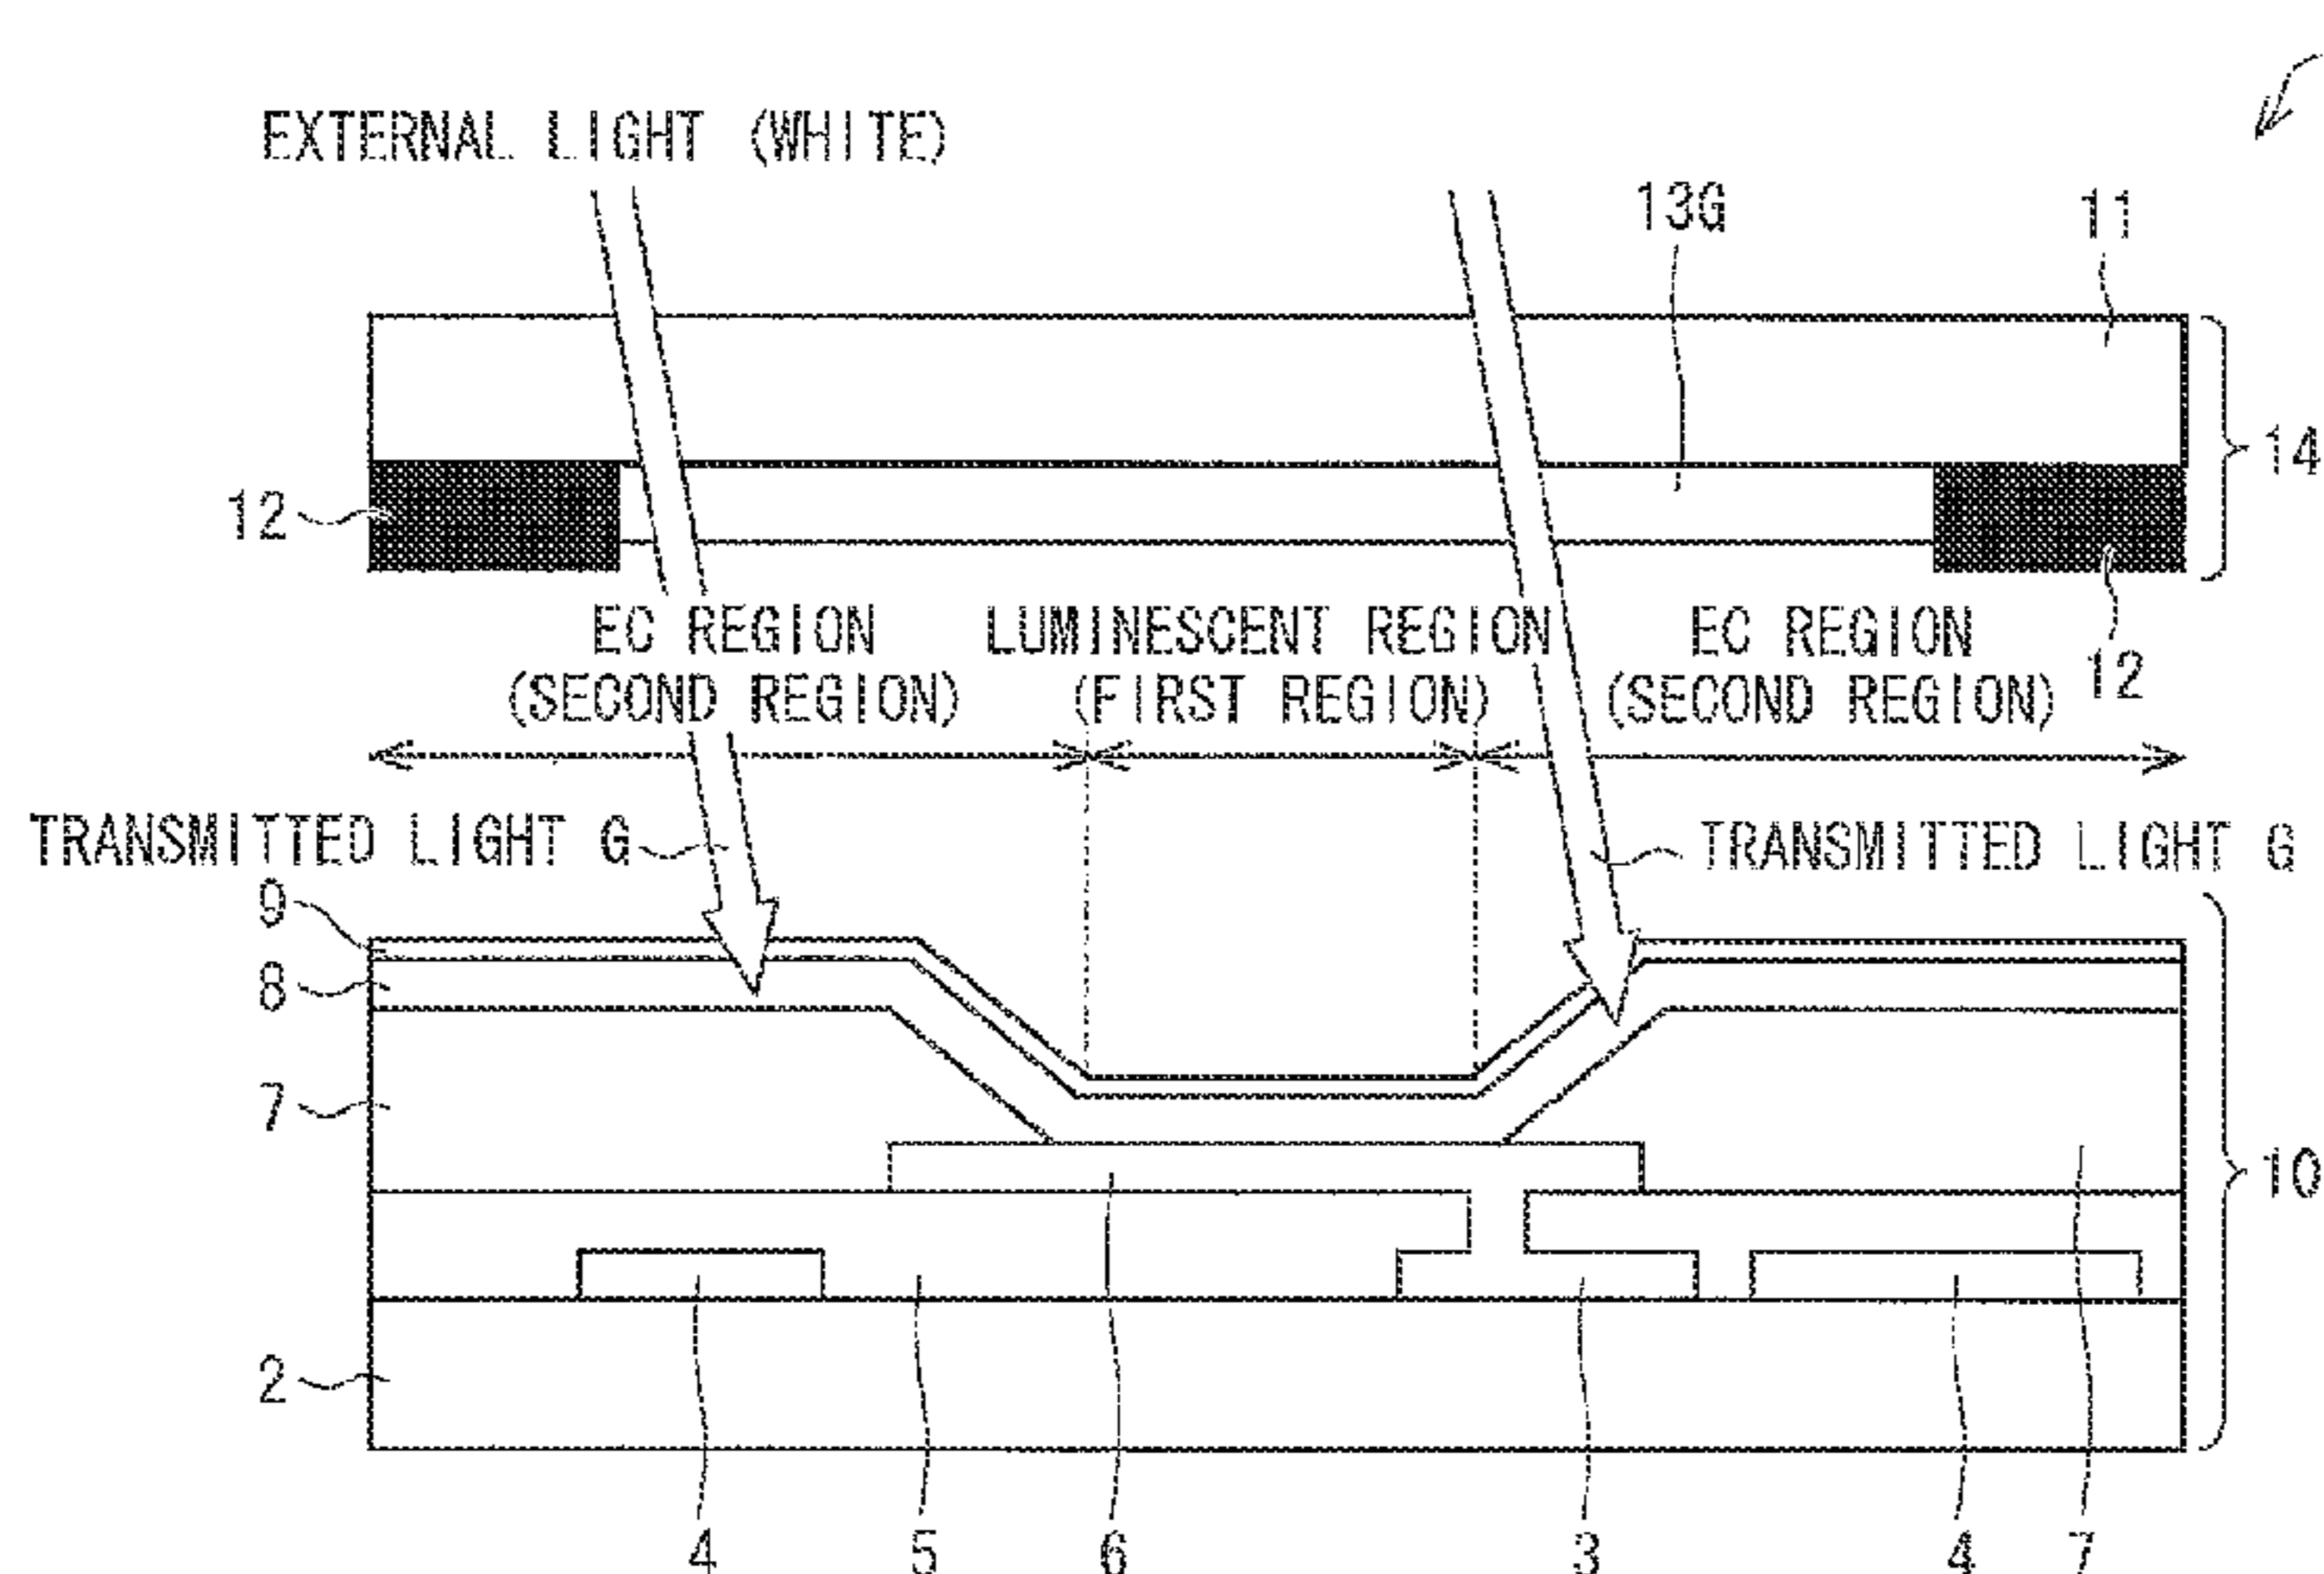 EXTERNAL LIGHT (WHITE)
13G
11
14
12
EC REGION
(SECOND REGION)
LUMINESCENT REGION
(FIRST REGION)
EC REGION
(SECOND REGION)
12
TRANSMITTED LIGHT G
TRANSMITTED LIGHT G
9
8
7
10
2
4
5
6
3
4
7